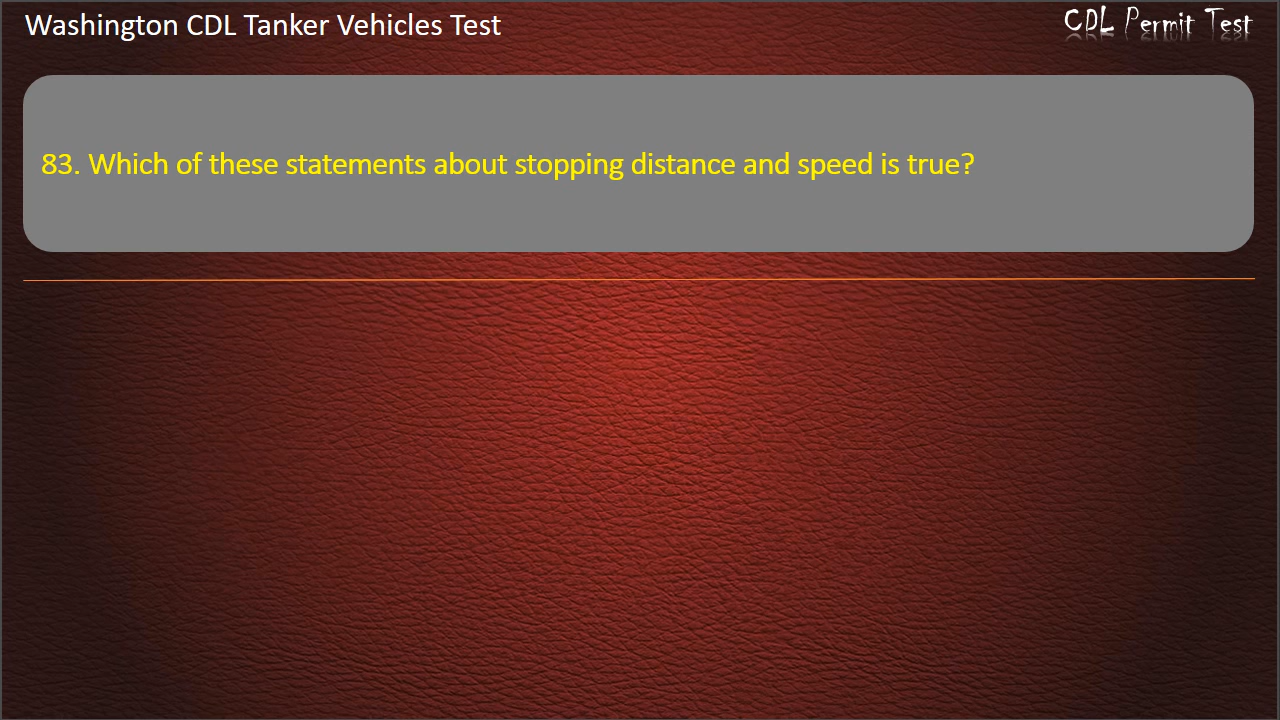 Washington CDL Tanker Vehicles Test
CDL Permit Test
83. Which of these statements about stopping distance and speed is true?